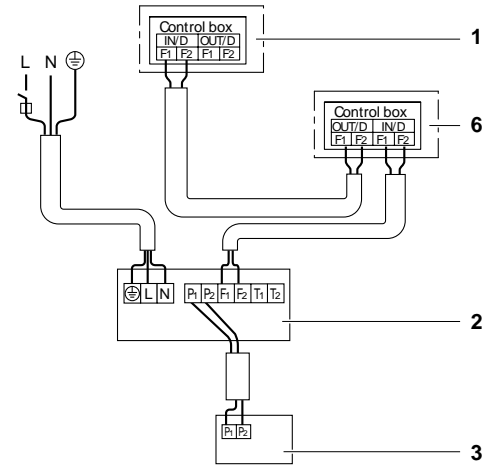 Control box
IN/D OUT/D
F1 F2 F1 F2
1
L N
Control box
OUT/D IN/D
F1 F2 F1 F2
6
L N P1 P2 F1 F2 T1 T2
2
P1 P2
3